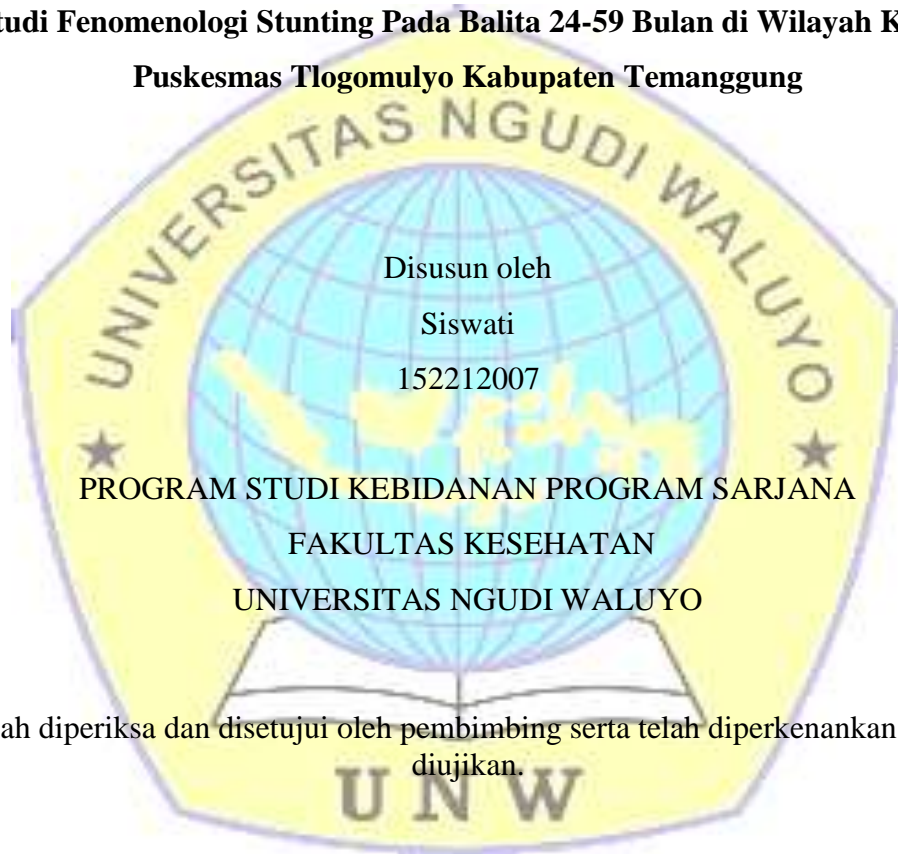 tudi Fenomenologi Stunting Pada Balita 24-59 Bulan di Wilayah K
Puskesmas Tlogomulyo Kabupaten Temanggung
UNIVERSITAS NGUDI WALUYO
Disusun oleh
Siswati
152212007
PROGRAM STUDI KEBIDANAN PROGRAM SARJANA
FAKULTAS KESEHATAN
UNIVERSITAS NGUDI WALUYO
ah diperiksa dan disetujui oleh pembimbing serta telah diperkenankan
diujikan.
UNW